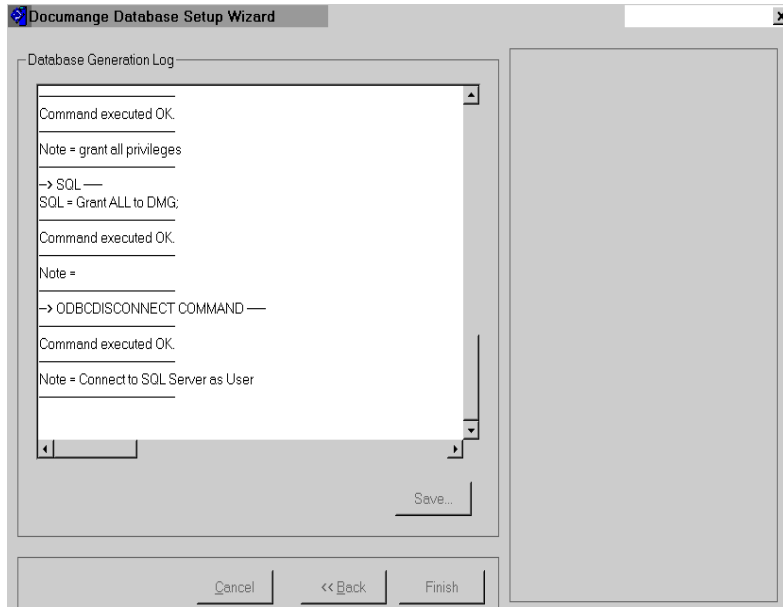 Documange Database Setup Wizard
Database Generation Log
Command executed OK.
Note = grant all privileges
--> SQL ----
SQL = Grant ALL to DMG;
Command executed OK.
Note =
--> ODBCDISCONNECT COMMAND ----
Command executed OK.
Note = Connect to SQL Server as User
Save...
Cancel
<< Back
Finish